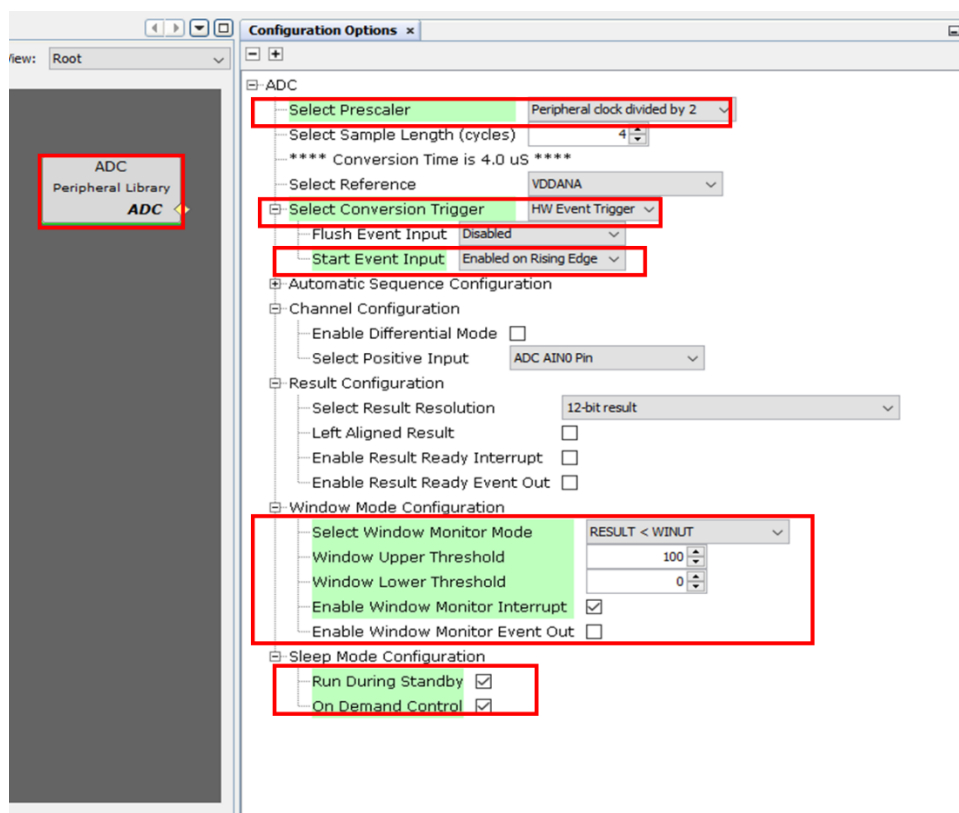 Configuration Options ×
View: Root
ADC
Select Prescaler Peripheral clock divided by 2
Select Sample Length (cycles) 4
**** Conversion Time is 4.0 uS ****
Select Reference VDDANA
Select Conversion Trigger HW Event Trigger
Flush Event Input Disabled
Start Event Input Enabled on Rising Edge
Automatic Sequence Configuration
Channel Configuration
Enable Differential Mode
Select Positive Input ADC AIN0 Pin
Result Configuration
Select Result Resolution 12-bit result
Left Aligned Result
Enable Result Ready Interrupt
Enable Result Ready Event Out
Window Mode Configuration
Select Window Monitor Mode RESULT < WINUT
Window Upper Threshold 100
Window Lower Threshold 0
Enable Window Monitor Interrupt
Enable Window Monitor Event Out
Sleep Mode Configuration
Run During Standby
On Demand Control
ADC
Peripheral Library
ADC